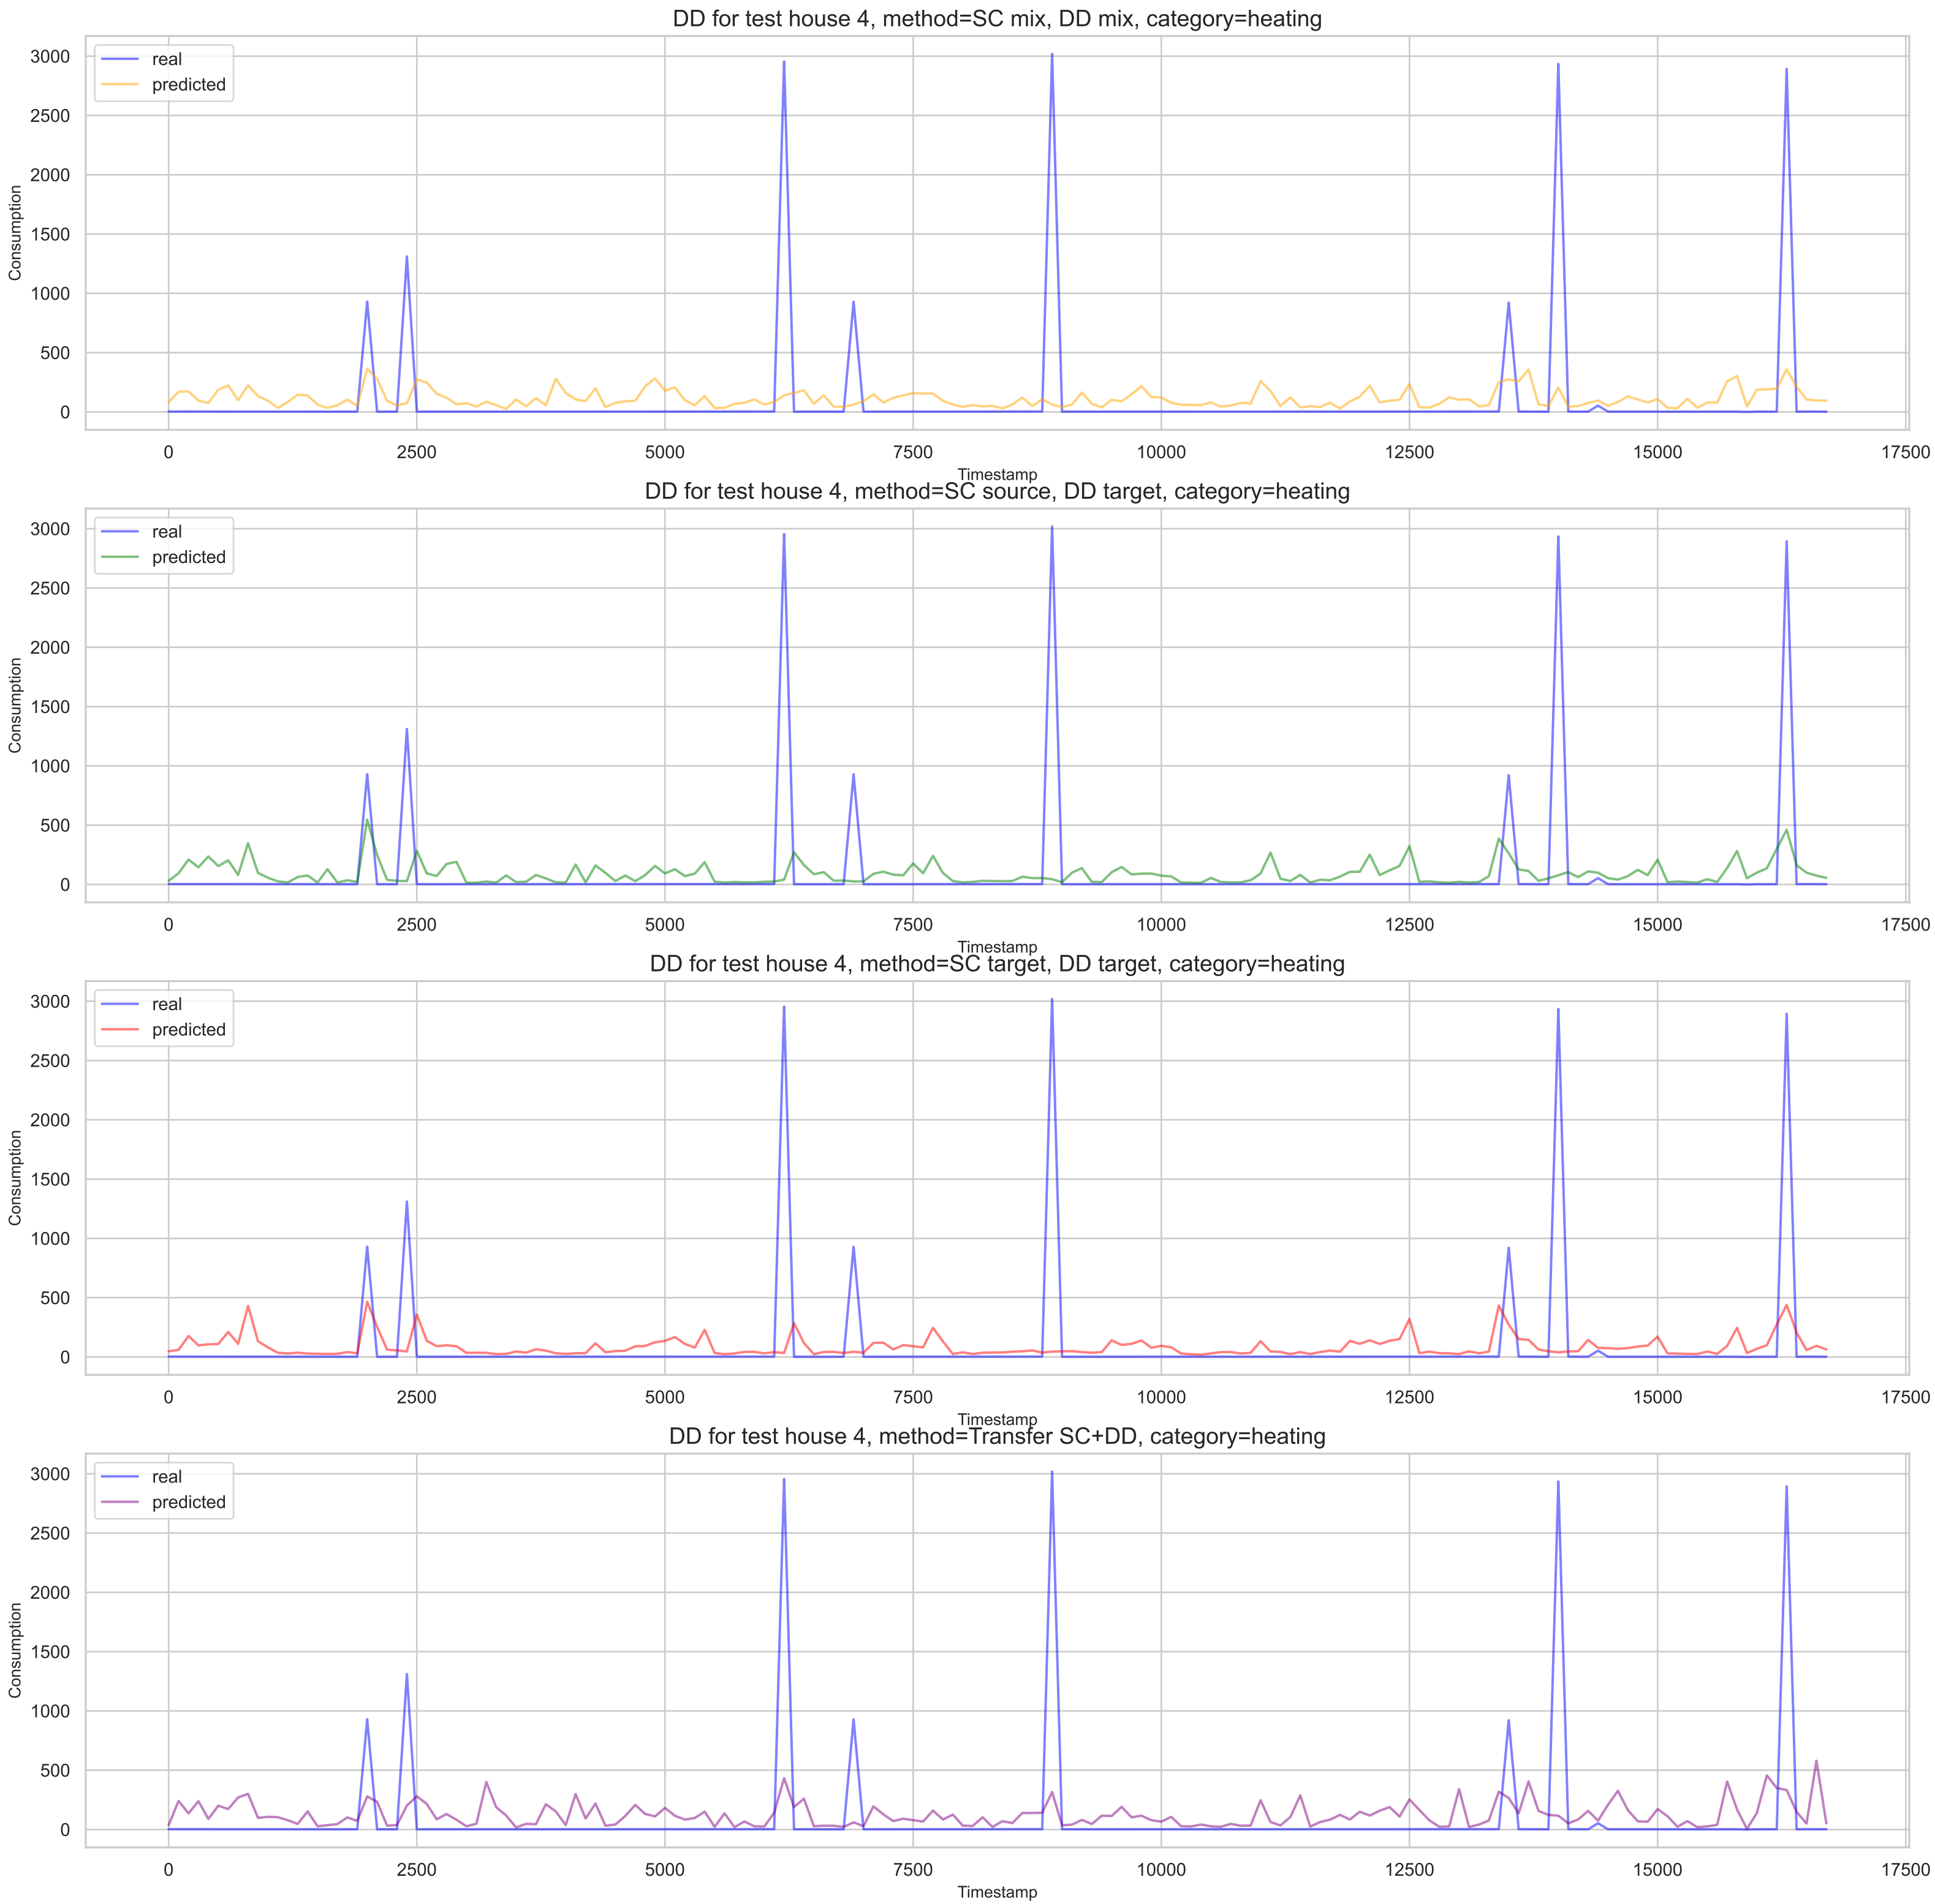 DD for test house 4, method=SC mix, DD mix, category=heating
real
predicted
3000
2500
2000
1500
1000
500
0
Consumption
0 2500 5000 7500 10000 12500 15000 17500
Timestamp
DD for test house 4, method=SC source, DD target, category=heating
real
predicted
3000
2500
2000
1500
1000
500
0
Consumption
0 2500 5000 7500 10000 12500 15000 17500
Timestamp
DD for test house 4, method=SC target, DD target, category=heating
real
predicted
3000
2500
2000
1500
1000
500
0
Consumption
0 2500 5000 7500 10000 12500 15000 17500
Timestamp
DD for test house 4, method=Transfer SC+DD, category=heating
real
predicted
3000
2500
2000
1500
1000
500
0
Consumption
0 2500 5000 7500 10000 12500 15000 17500
Timestamp